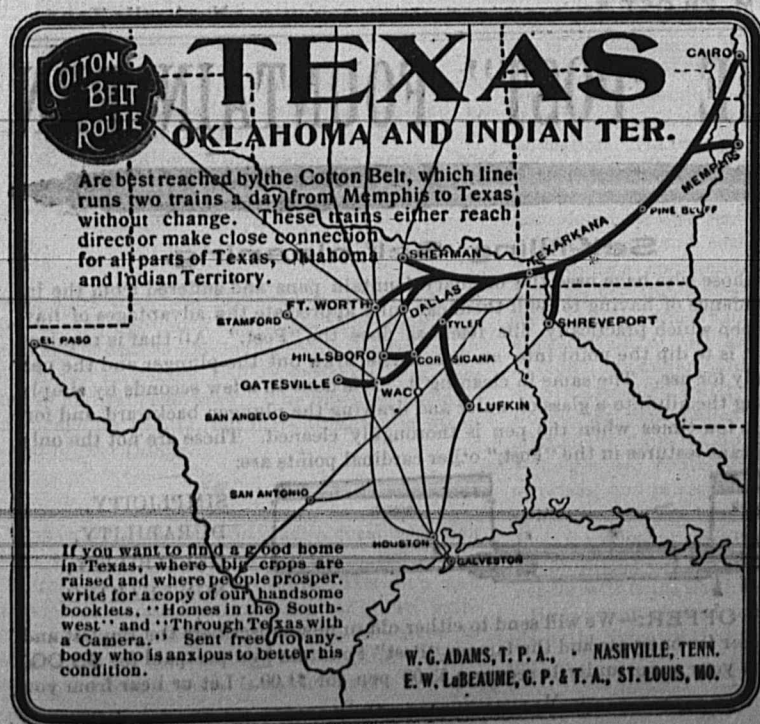 COTTON
BELT
ROUTE
TEXAS
OKLAHOMA AND INDIAN TER.
Are best reached by the Cotton Belt, which line
runs two trains a day from Memphis to Texas
without change. These trains either reach
direct or make close connection
for all parts of Texas, Oklahoma
and Indian Territory.
CAIRO
MEMPHIS
PINE BLUFF
TEXARKANA
SHERMAN
FT. WORTH
DALLAS
STAMFORD
TYLER
SHREVEPORT
EL PASO
HILLSBORO
CORSICANA
GATESVILLE
WACO
LUFKIN
SAN ANGELO
SAN ANTONIO
HOUSTON
GALVESTON
If you want to find a good home
in Texas, where big crops are
raised and where people prosper,
write for a copy of our handsome
booklets, "Homes in the South-
west" and "Through Texas with
a Camera." Sent free to any-
body who is anxious to better his
condition.
W. G. ADAMS, T. P. A., NASHVILLE, TENN.
E. W. LaBEAUME, G. P. & T. A., ST. LOUIS, MO.